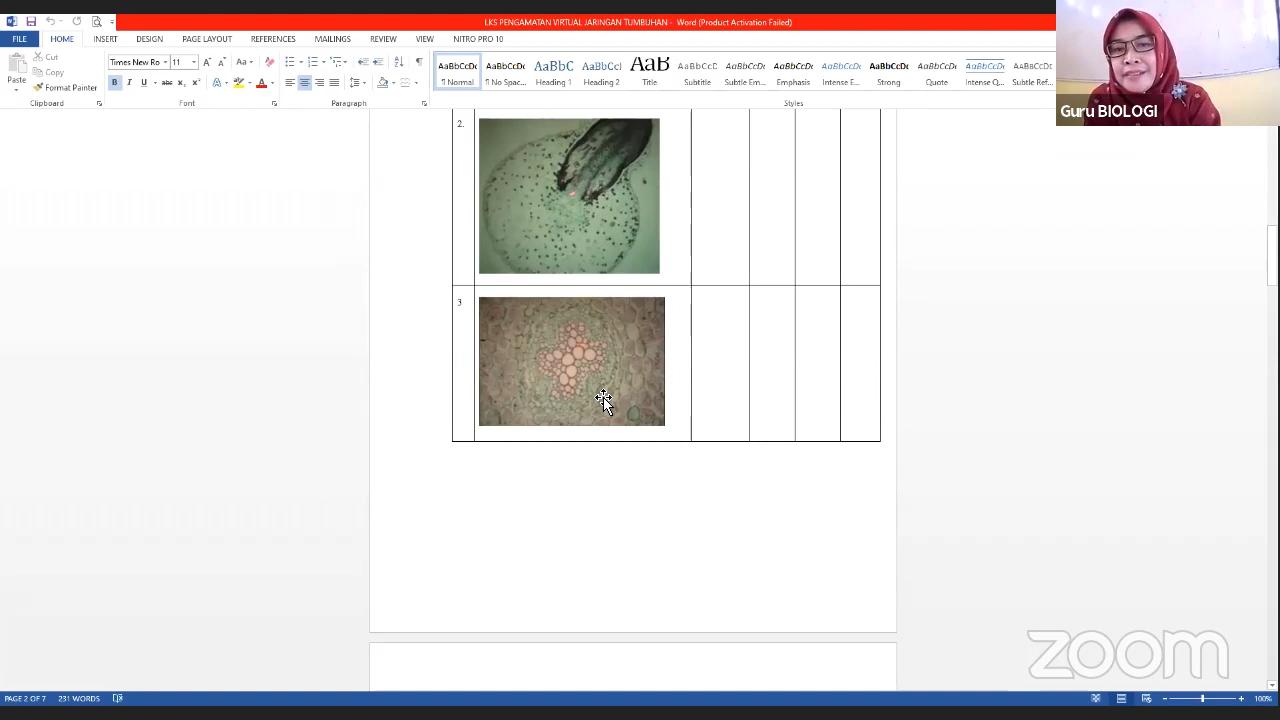 LKS PENGAMATAN VIRTUAL JARINGAN TUMBUHAN - Word (Product Activation Failed)
FILE HOME INSERT DESIGN PAGE LAYOUT REFERENCES MAILINGS REVIEW VIEW NITRO PRO 10
Paste
Cut
Copy
Format Painter
Clipboard
Times New Ro 11
Font
Paragraph
AaBbCcDc AaBbCcDc AaBbC AaBbCcI AaB AaBbCcC AaBbCcDc AaBbCcDc AaBbCcDc AaBbCcDc AaBbCcDc AaBbCcDc AaBbCcDc
¶ Normal ¶ No Spac... Heading 1 Heading 2 Title Subtitle Subtle Em... Emphasis Intense E... Strong Quote Intense Q... Subtle Ref...
Styles
Guru BIOLOGI
2.
3
zoom
PAGE 2 OF 7 231 WORDS 100%